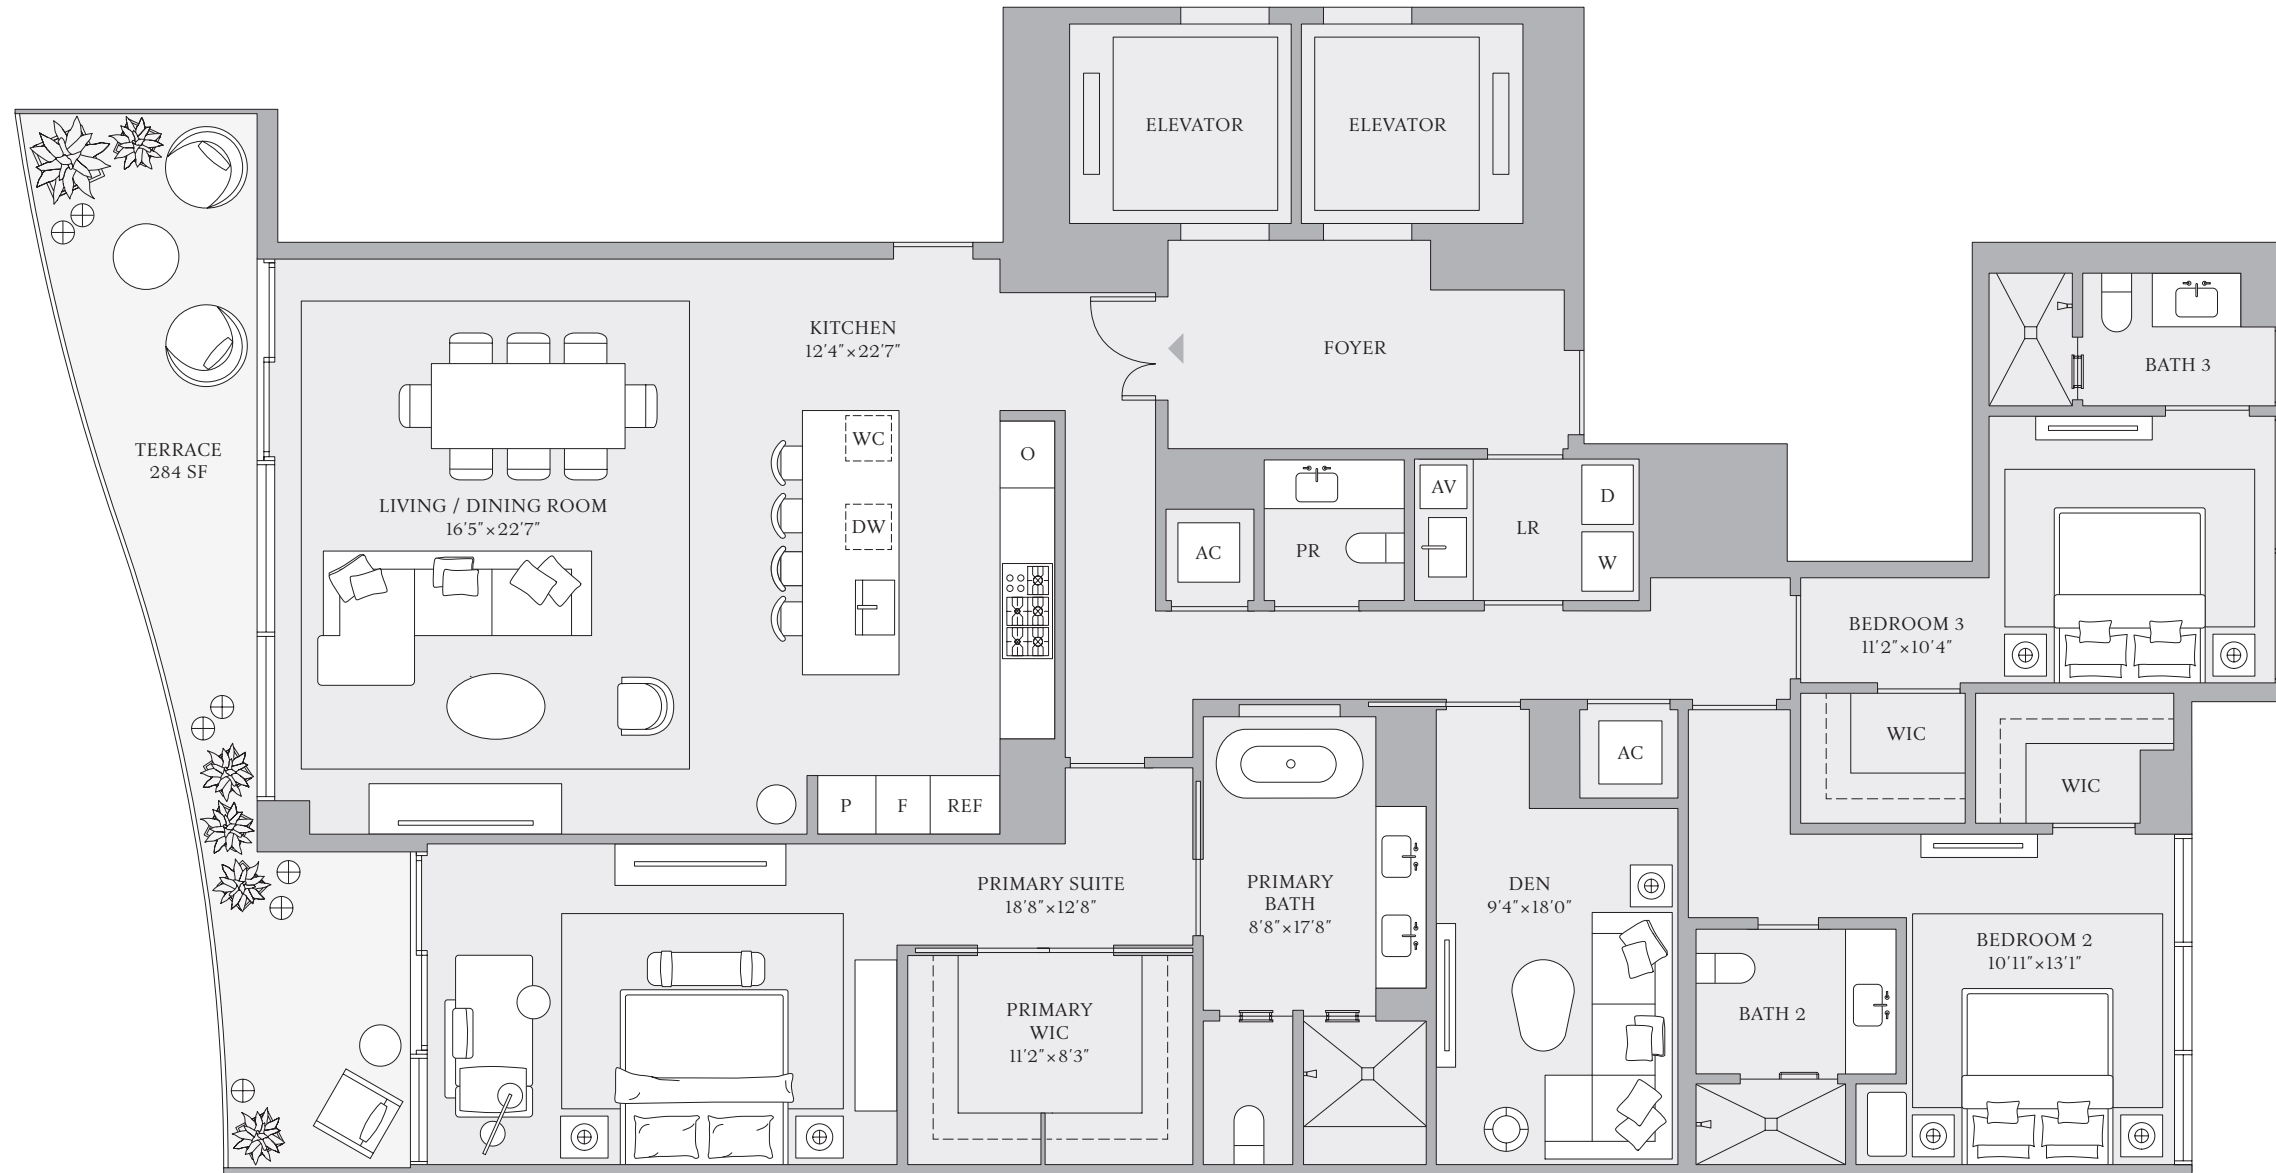 ELEVATOR
ELEVATOR
KITCHEN
12'4"×22'7"
FOYER
BATH 3
TERRACE
284 SF
WC
O
LIVING / DINING ROOM
16'5"×22'7"
DW
AC
PR
AV
LR
D
W
BEDROOM 3
11'2"×10'4"
WIC
WIC
AC
P
F
REF
PRIMARY SUITE
18'8"×12'8"
PRIMARY
BATH
8'8"×17'8"
DEN
9'4"×18'0"
BEDROOM 2
10'11"×13'1"
PRIMARY
WIC
11'2"×8'3"
BATH 2